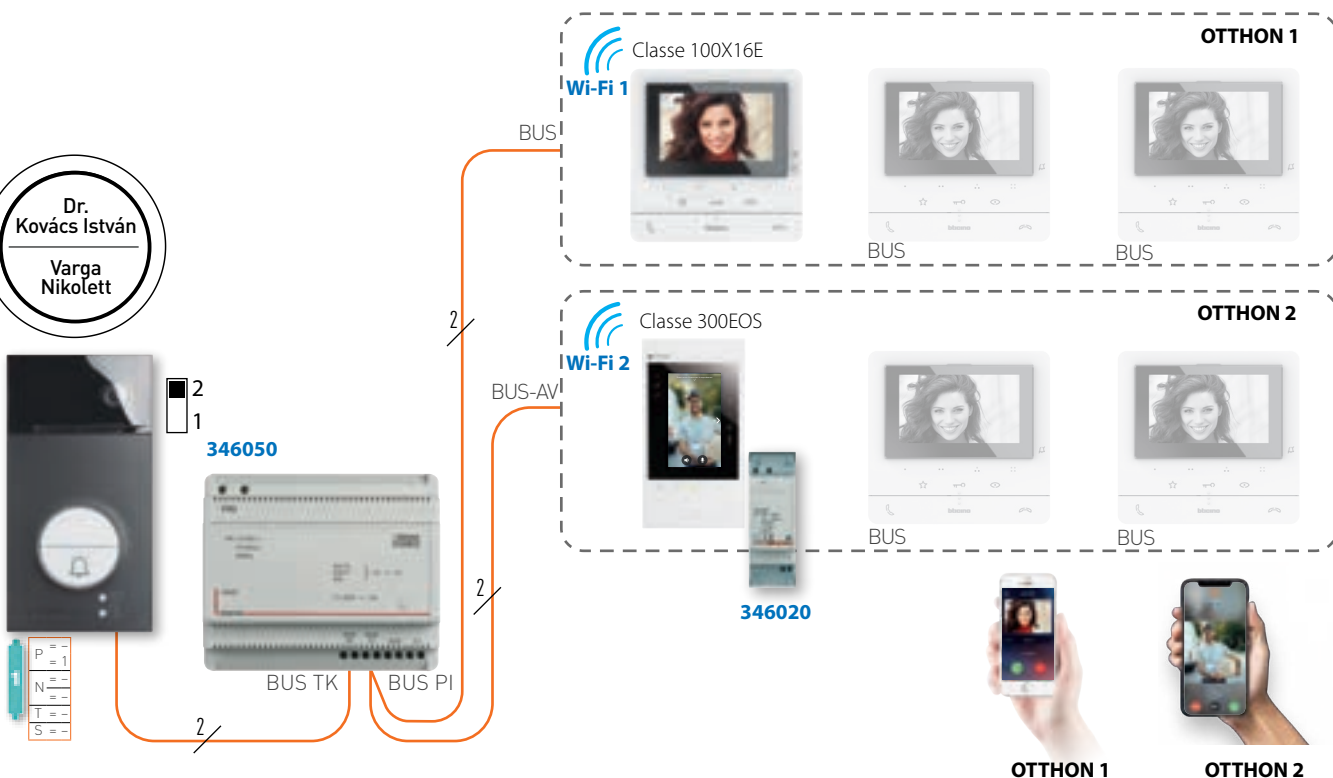 OTTHON 1
Classe 100X16E
Wi-Fi 1
BUS
BUS
BUS
Dr.
Kovács István
Varga
Nikolett
2
OTTHON 2
Classe 300EOS
Wi-Fi 2
BUS-AV
2
1
346050
BUS
BUS
2
346020
BUS TK
BUS PI
P = –
= 1
N = –
= –
T = –
S = –
2
OTTHON 1
OTTHON 2